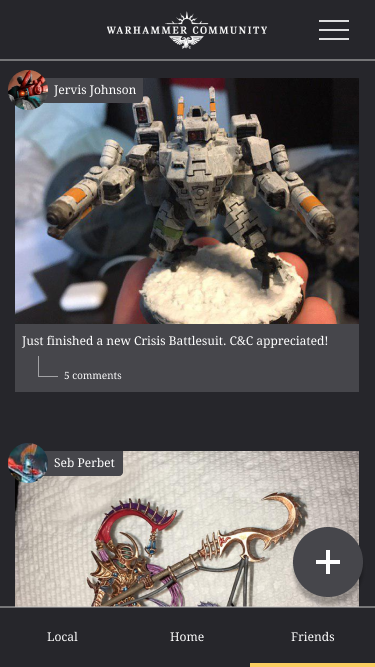 WARHAMMER COMMUNITY
Jervis Johnson
Just finished a new Crisis Battlesuit. C&C appreciated!
5 comments
Seb Perbet
Local
Home
Friends